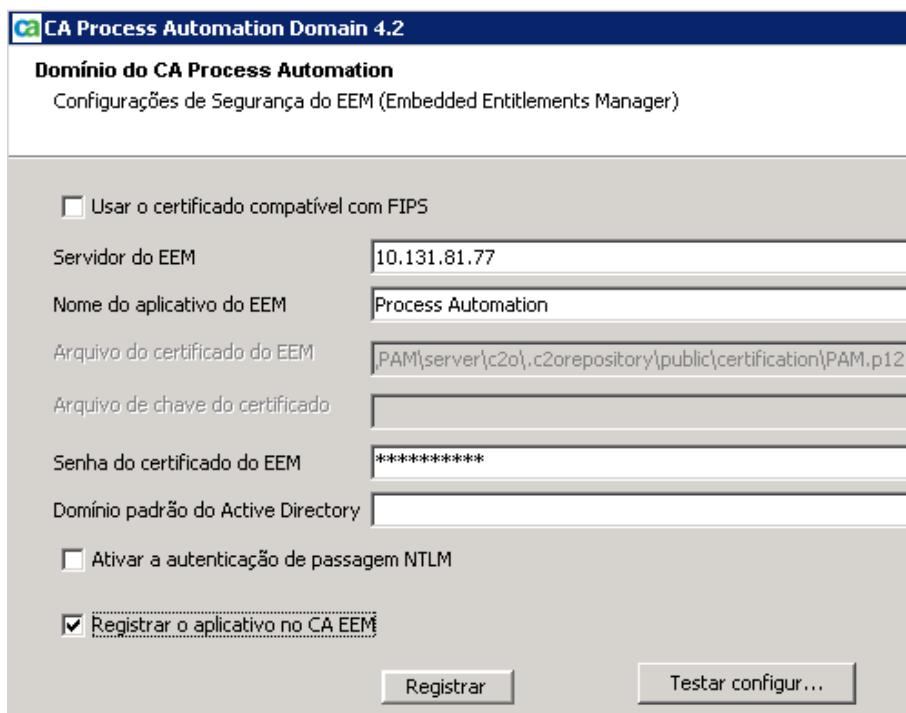 ca CA Process Automation Domain 4.2
Domínio do CA Process Automation
Configurações de Segurança do EEM (Embedded Entitlements Manager)
Usar o certificado compatível com FIPS
Servidor do EEM 10.131.81.77
Nome do aplicativo do EEM Process Automation
Arquivo do certificado do EEM PAM\server\c2o\.c2orepository\public\certification\PAM.p12
Arquivo de chave do certificado
Senha do certificado do EEM **********
Domínio padrão do Active Directory
Ativar a autenticação de passagem NTLM
Registrar o aplicativo no CA EEM
Registrar Testar configur...